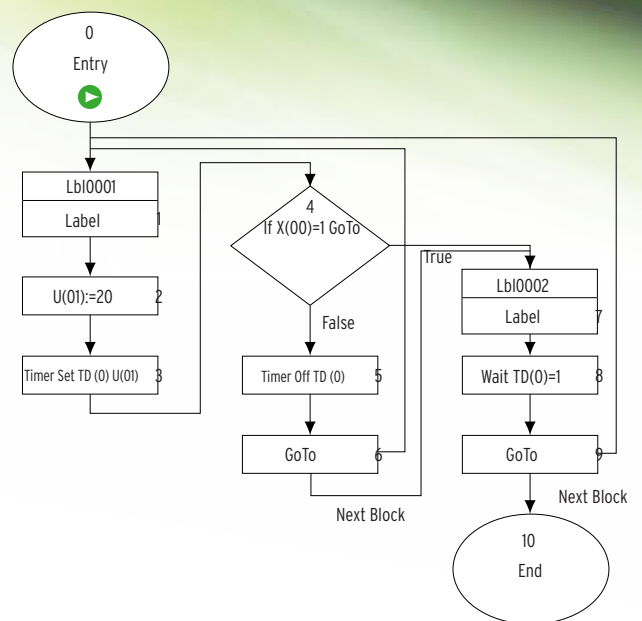 0
Entry
Lbl0001
Label 1
U(01):=20 2
Timer Set TD (0) U(01) 3
4
If X(00)=1 GoTo
True
False
Timer Off TD (0) 5
GoTo 6
Next Block
Lbl0002
Label 7
Wait TD(0)=1 8
GoTo 9
Next Block
10
End